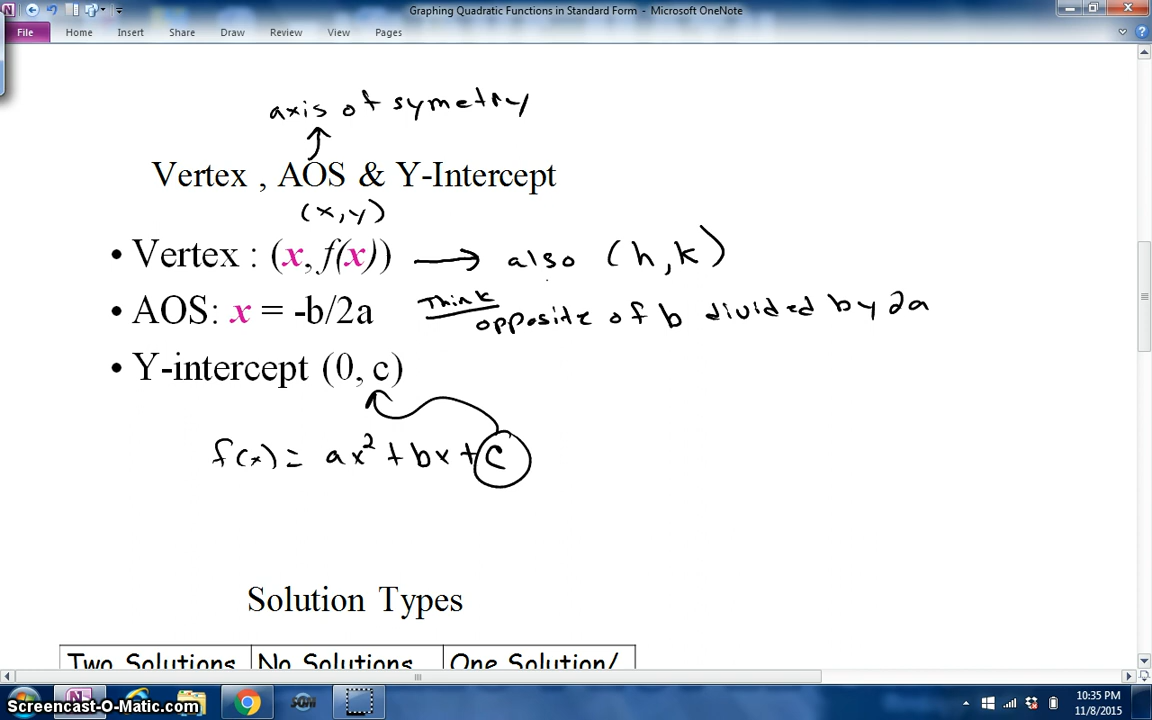 Graphing Quadratic Functions in Standard Form - Microsoft OneNote
File Home Insert Share Draw Review View Pages
axis of symetry
Vertex , AOS & Y-Intercept
(x,y)
• Vertex : (x, f(x)) → also (h,k)
• AOS: x = -b/2a Think opposite of b divided by 2a
• Y-intercept (0, c)
f(x) = ax² + bx + c
Solution Types
Two Solutions No Solutions One Solution/
SGM
10:35 PM
11/8/2015
Screencast-O-Matic.com